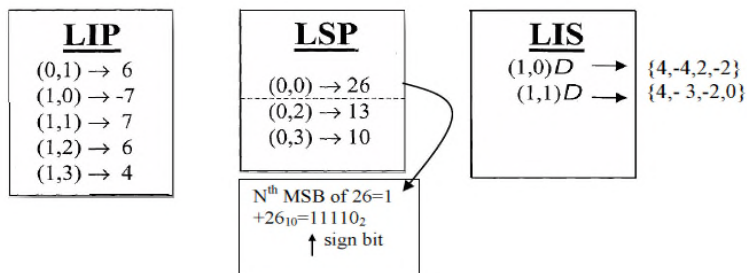 LIP
(0,1) → 6
(1,0) → -7
(1,1) → 7
(1,2) → 6
(1,3) → 4
LSP
(0,0) → 26
(0,2) → 13
(0,3) → 10
Nᵗʰ MSB of 26=1
+26₁₀=11110₂
↑ sign bit
LIS
(1,0)D → {4,-4,2,-2}
(1,1)D → {4,- 3,-2,0}